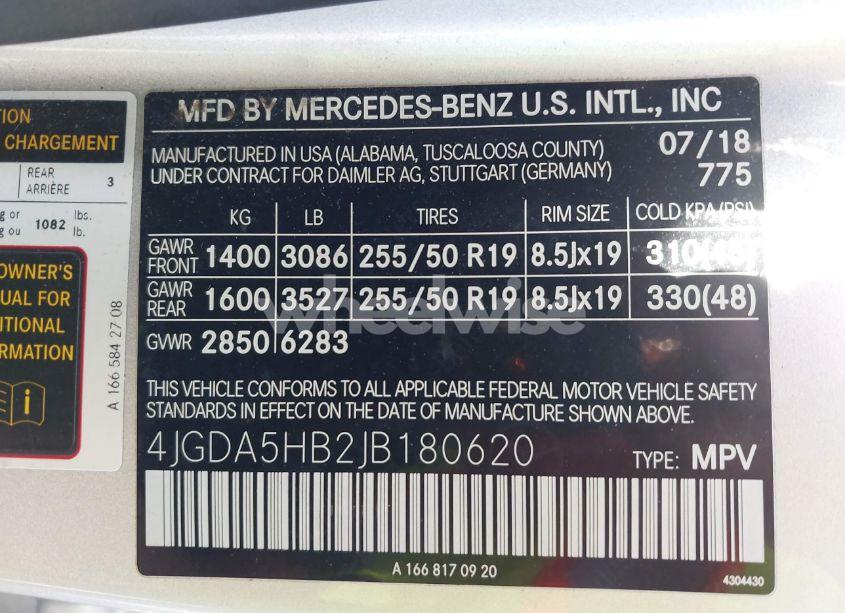 TION
CHARGEMENT
REAR
ARRIÈRE 3
g or 1082 lbs.
g ou lb.
OWNER'S
UAL FOR
ITIONAL
ORMATION
i
A 166 584 27 08
MFD BY MERCEDES-BENZ U.S. INTL., INC
MANUFACTURED IN USA (ALABAMA, TUSCALOOSA COUNTY) 07/18
UNDER CONTRACT FOR DAIMLER AG, STUTTGART (GERMANY) 775
KG LB TIRES RIM SIZE COLD KPA(PSI)
GAWR FRONT 1400 3086 255/50 R19 8.5Jx19 310(45)
GAWR REAR 1600 3527 255/50 R19 8.5Jx19 330(48)
GVWR 2850 6283
wheelwise
THIS VEHICLE CONFORMS TO ALL APPLICABLE FEDERAL MOTOR VEHICLE SAFETY
STANDARDS IN EFFECT ON THE DATE OF MANUFACTURE SHOWN ABOVE.
4JGDA5HB2JB180620 TYPE: MPV
A 166 817 09 20
4304430